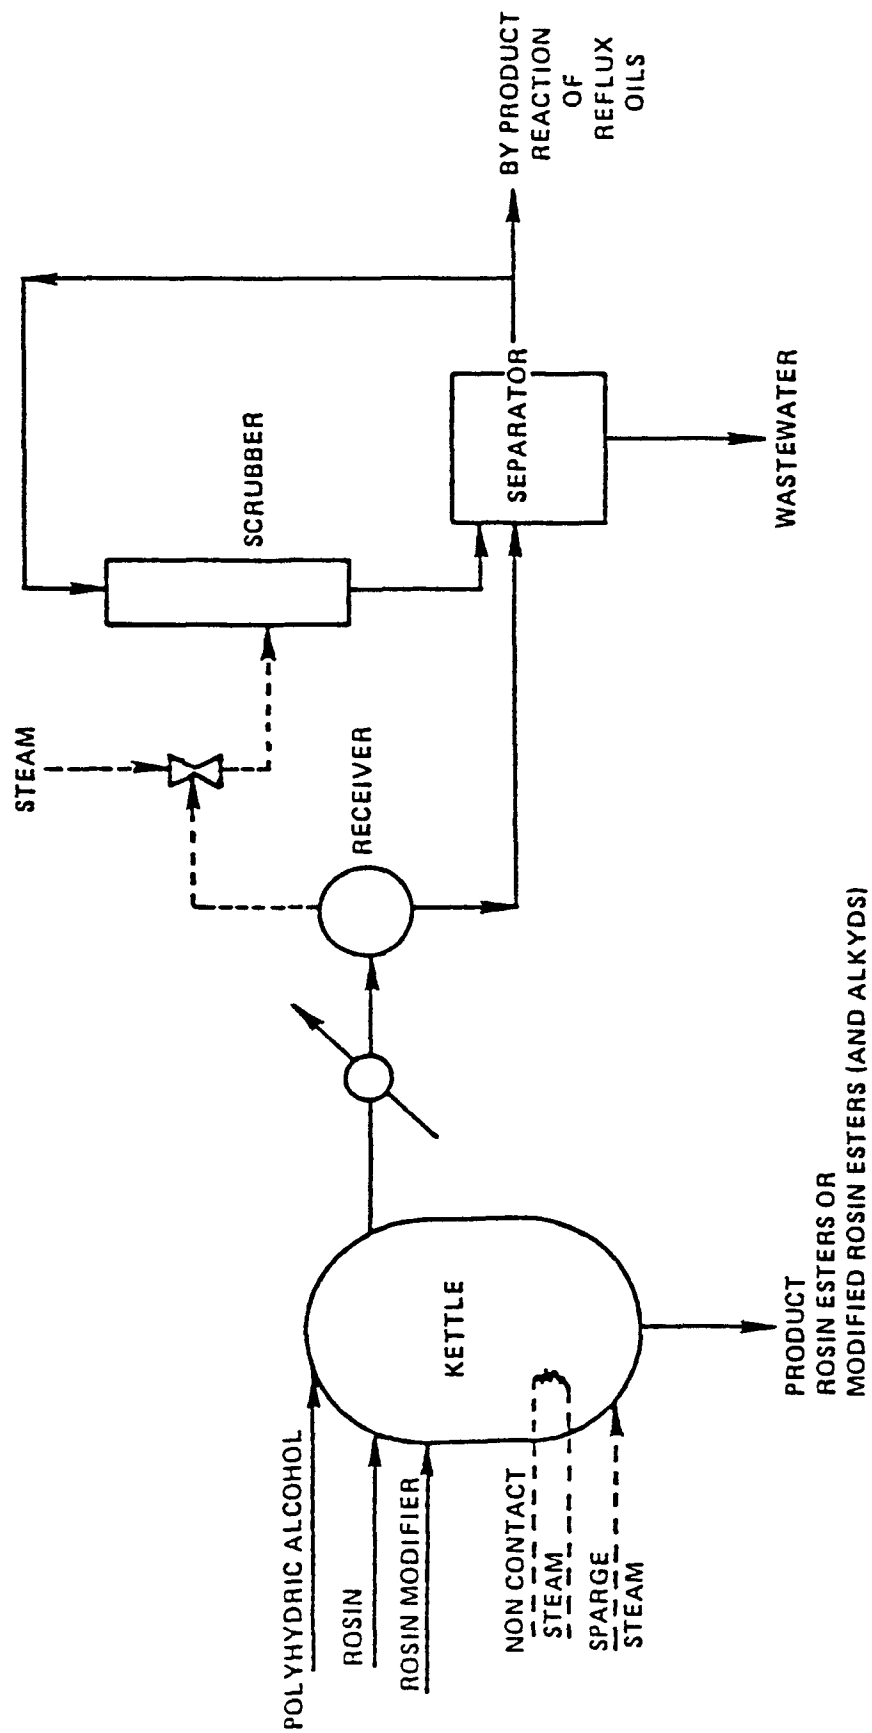 POLYHYDRIC ALCOHOL
ROSIN
ROSIN MODIFIER
NON CONTACT
STEAM
SPARGE
STEAM
KETTLE
PRODUCT
ROSIN ESTERS OR
MODIFIED ROSIN ESTERS (AND ALKYDS)
RECEIVER
STEAM
SCRUBBER
SEPARATOR
WASTEWATER
BY PRODUCT
REACTION
OF
REFLUX
OILS